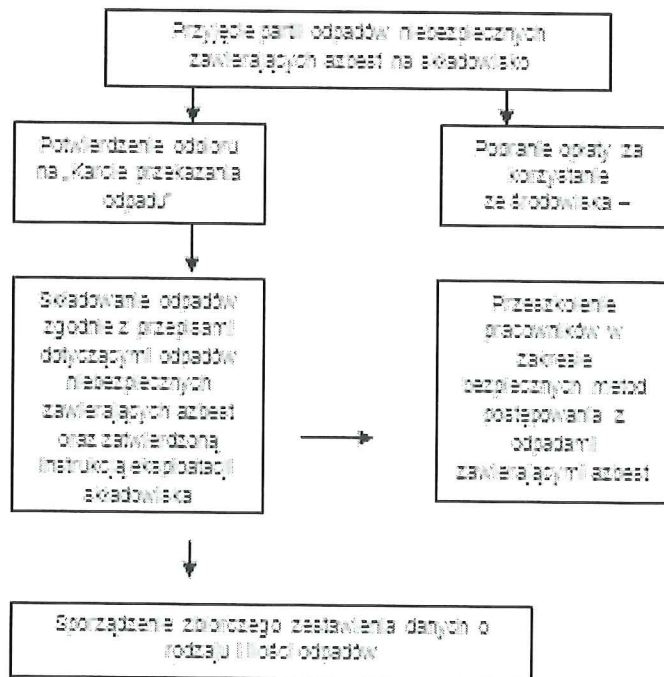 Przyjęcie partii odpadów niebezpiecznych
zawierających azbest na składowisko
Potwierdzenie odbioru
na „Karcie przekazania
odpadu”
Pobranie opłaty za
korzystanie
ze środowiska –
Składowanie odpadów
zgodnie z przepisami
dotyczącymi odpadów
niebezpiecznych
zawierających azbest
oraz zatwierdzoną
instrukcją eksploatacji
składowiska
Przeszkolenie
pracowników w
zakresie
bezpiecznych metod
postępowania z
odpadami
zawierającymi azbest
Sporządzenie zbiorczego zestawienia danych o
rodzaju i ilości odpadów